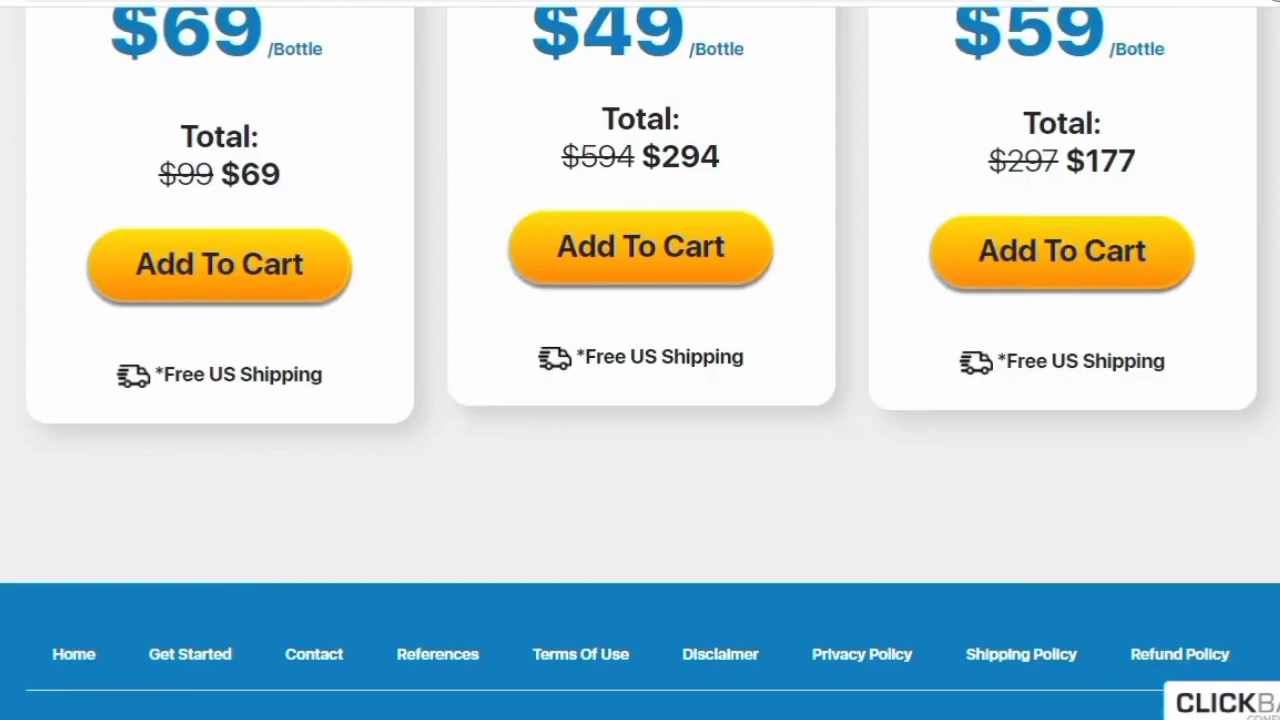 $69 /Bottle
Total:
$99 $69
Add To Cart
*Free US Shipping
$49 /Bottle
Total:
$594 $294
Add To Cart
*Free US Shipping
$59 /Bottle
Total:
$297 $177
Add To Cart
*Free US Shipping
Home Get Started Contact References Terms Of Use Disclaimer Privacy Policy Shipping Policy Refund Policy
CLICKBA